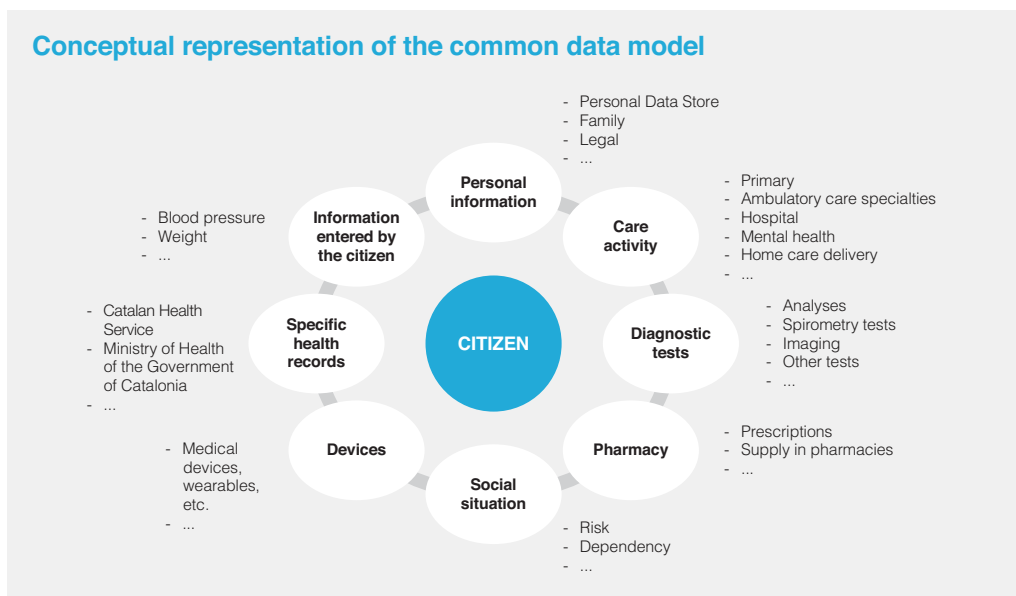 Conceptual representation of the common data model
- Personal Data Store
- Family
- Legal
- ...
Personal
information
- Primary
- Ambulatory care specialties
- Hospital
- Mental health
- Home care delivery
- ...
Care
activity
- Analyses
- Spirometry tests
- Imaging
- Other tests
- ...
Diagnostic
tests
- Prescriptions
- Supply in pharmacies
- ...
Pharmacy
- Risk
- Dependency
- ...
Social
situation
- Medical
devices,
wearables,
etc.
- ...
Devices
- Catalan Health
Service
- Ministry of Health
of the Government
of Catalonia
- ...
Specific
health
records
- Blood pressure
- Weight
- ...
Information
entered by
the citizen
CITIZEN